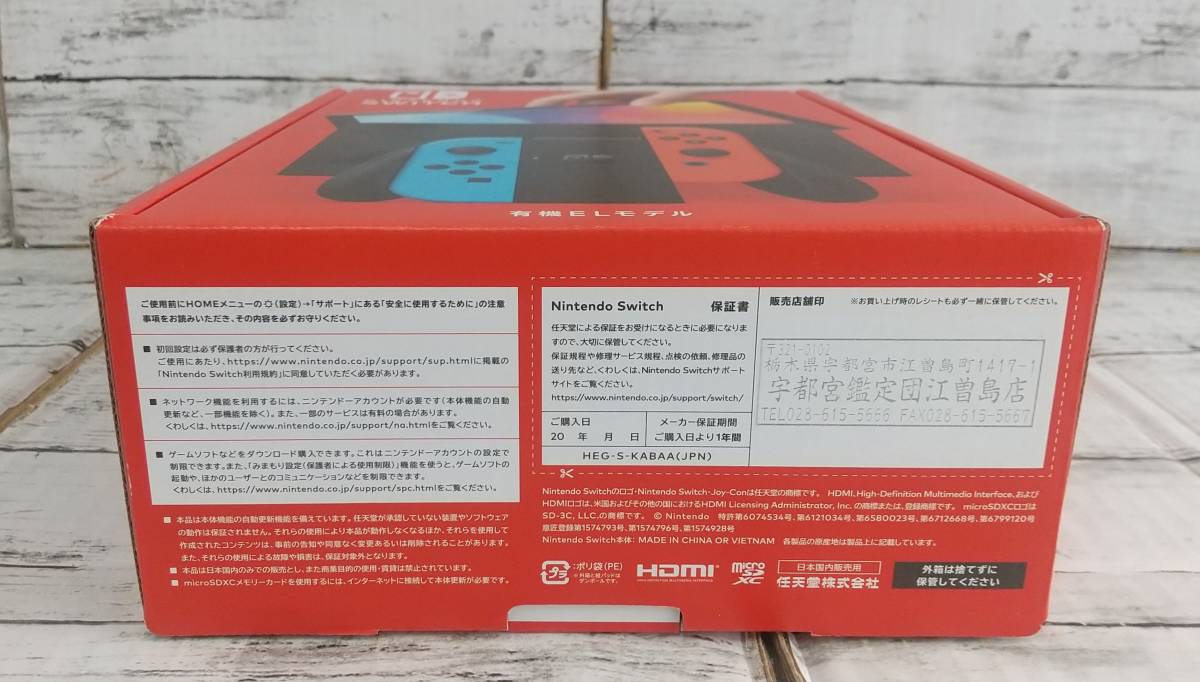 SWITCH
有機ELモデル
ご使用前にHOMEメニューの(設定)→「サポート」にある「安全に使用するために」の注意
事項をお読みいただき、その内容を必ずお守りください。
■ 初回設定は必ず保護者の方が行ってください。
ご使用にあたり、https://www.nintendo.co.jp/support/sup.htmlに掲載の
「Nintendo Switch利用規約」に同意していただく必要があります。
■ ネットワーク機能を利用するには、ニンテンドーアカウントが必要です(本体機能の自動
更新など、一部機能を除く)。また、一部のサービスは有料の場合があります。
くわしくは、https://www.nintendo.co.jp/support/na.htmlをご覧ください。
■ ゲームソフトなどをダウンロード購入できます。これはニンテンドーアカウントの設定で
制限できます。また、「みまもり設定(保護者による使用制限)」機能を使うと、ゲームソフトの
起動や、ほかのユーザーとのコミュニケーションなどを制限できます。
くわしくは、https://www.nintendo.co.jp/support/spc.htmlをご覧ください。
■ 本品は本体機能の自動更新機能を備えています。任天堂が承認していない装置やソフトウェア
の動作は保証されません。それらの使用により本品が動作しなくなるほか、それらを使用して
作成されたコンテンツは、事前の告知や同意なく変更あるいは削除されることがあります。
また、それらの使用による故障や損害は、保証対象外となります。
■ 本品は日本国内のみでの販売とし、また商業目的の使用・賃貸は禁止されています。
■ microSDXCメモリーカードを使用するには、インターネットに接続して本体更新が必要です。
Nintendo Switch 保証書
任天堂による保証をお受けになるときに必要になりま
すので、大切に保管してください。
保証規程や修理サービス規程、点検の依頼、修理品の
送り先など、くわしくは、Nintendo Switchサポート
サイトをご覧ください。
https://www.nintendo.co.jp/support/switch/
ご購入日
20 年 月 日
メーカー保証期間
ご購入日より1年間
HEG-S-KABAA(JPN)
販売店舗印 ※お買い上げ時のレシートも必ず一緒に保管してください。
〒321-0102
栃木県宇都宮市江曽島町1417-1
宇都宮鑑定団江曽島店
TEL028-615-5666 FAX028-615-5667
Nintendo Switchのロゴ・Nintendo Switch・Joy-Conは任天堂の商標です。 HDMI、High-Definition Multimedia Interface、および
HDMIロゴは、米国およびその他の国におけるHDMI Licensing Administrator, Inc. の商標または、登録商標です。 microSDXCロゴは
SD-3C, LLC.の商標です。 © Nintendo 特許第6074534号、第6121034号、第6580023号、第6712668号、第6799120号
意匠登録第1574793号、第1574796号、第1574928号
Nintendo Switch本体: MADE IN CHINA OR VIETNAM 各製品の原産地は製品上に記載しています。
プラ
:ポリ袋(PE)
※外箱と紙パッドは
ダンボールです。
HDMI
HIGH-DEFINITION MULTIMEDIA INTERFACE
micro
SD
XC
日本国内販売用
任天堂株式会社
外箱は捨てずに
保管してください